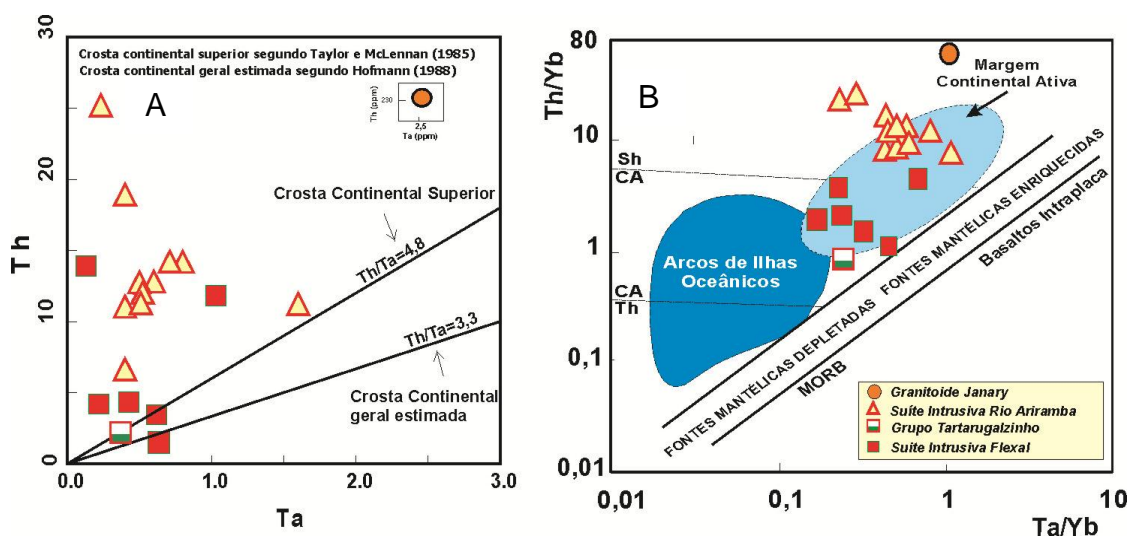 Crosta continental superior segundo Taylor e McLennan (1985)
Crosta continental geral estimada segundo Hofmann (1988)
A
Th (ppm)
230
2,5
Ta (ppm)
30
20
10
0
Th
Crosta Continental Superior
Th/Ta=4,8
Th/Ta=3,3
Crosta Continental
geral estimada
0.0
1.0
2.0
3.0
Ta
B
Th/Yb
80
10
1
0,1
0,01
Margem
Continental Ativa
Sh
CA
CA
Th
Arcos de Ilhas
Oceânicos
FONTES MANTÉLICAS DEPLETADAS
FONTES MANTÉLICAS ENRIQUECIDAS
MORB
Basaltos Intraplaca
Granitoide Janary
Suíte Intrusiva Rio Ariramba
Grupo Tartarugalzinho
Suíte Intrusiva Flexal
0,01
0,1
1
10
Ta/Yb